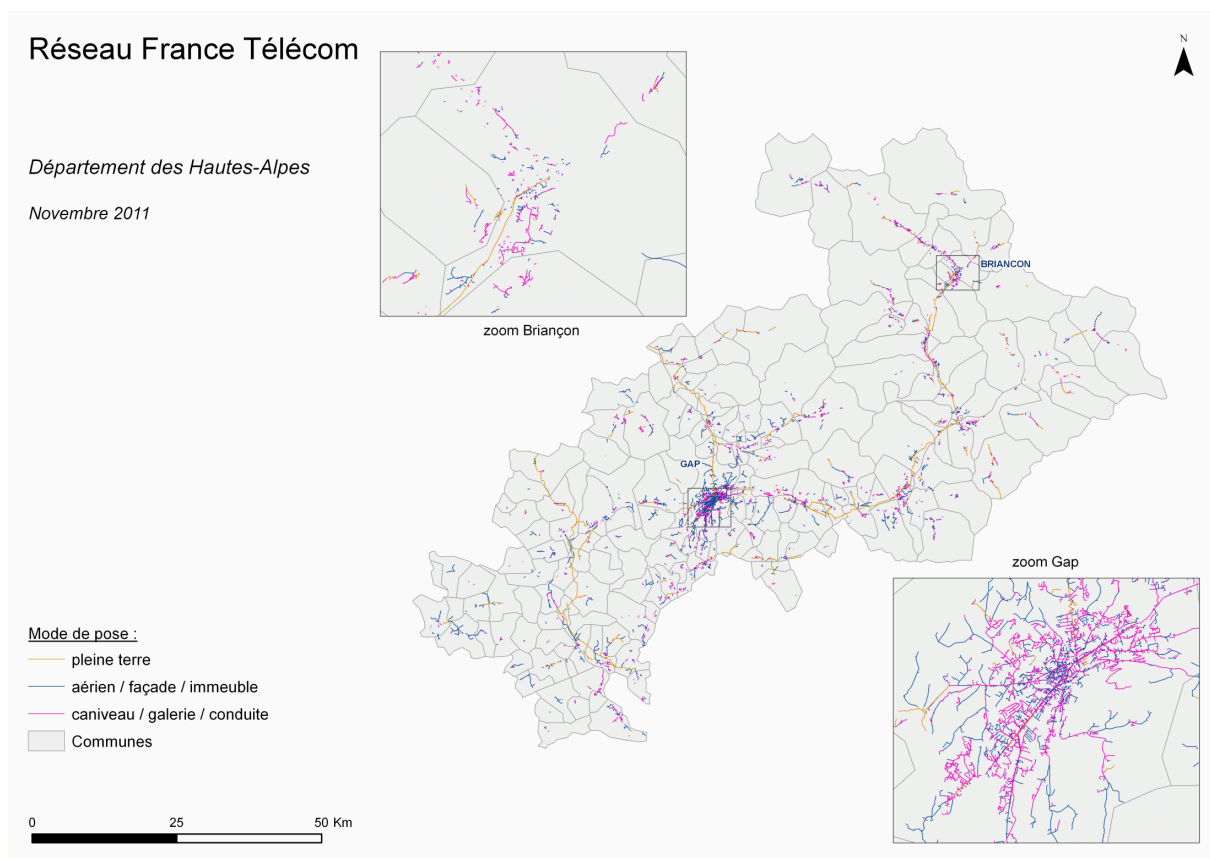 Réseau France Télécom
N
Département des Hautes-Alpes
Novembre 2011
BRIANCON
zoom Briançon
GAP
zoom Gap
Mode de pose :
pleine terre
aérien / façade / immeuble
caniveau / galerie / conduite
Communes
0 25 50 Km